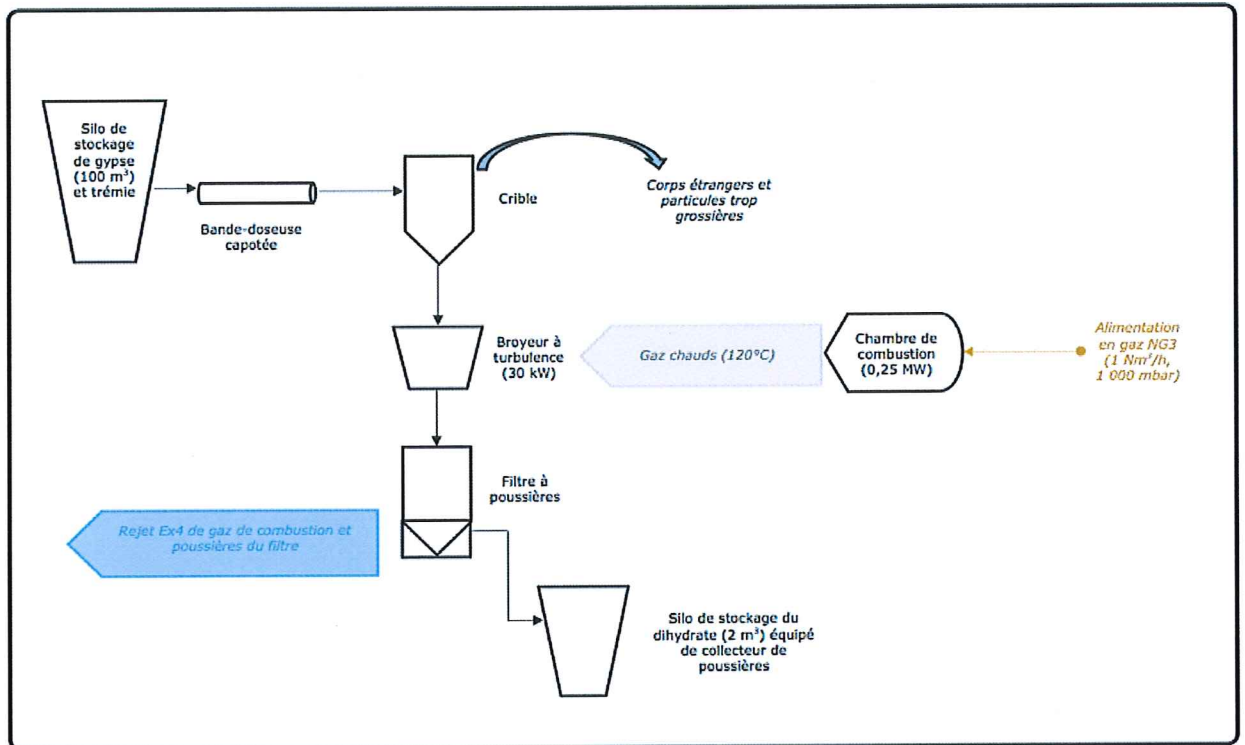 Silo de
stockage
de gypse
(100 m³)
et trémie
Bande-doseuse
capotée
Crible
Corps étrangers et
particules trop
grossières
Broyeur à
turbulence
(30 kW)
Gaz chauds (120°C)
Chambre de
combustion
(0,25 MW)
Alimentation
en gaz NG3
(1 Nm³/h,
1 000 mbar)
Filtre à
poussières
Rejet Ex4 de gaz de combustion et
poussières du filtre
Silo de stockage du
dihydrate (2 m³) équipé
de collecteur de
poussières